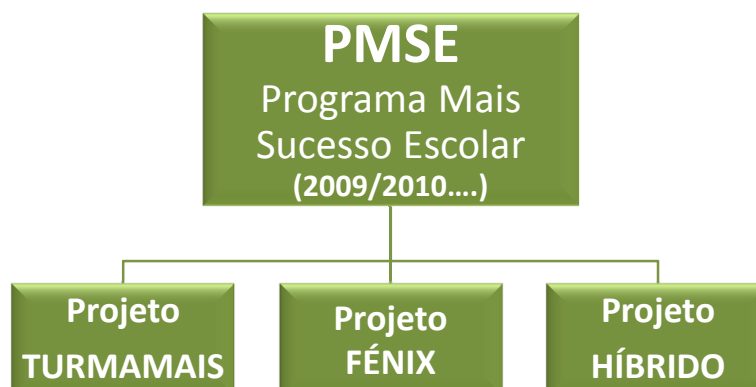 PMSE
Programa Mais
Sucesso Escolar
(2009/2010....)
Projeto
TURMAMAIS
Projeto
FÉNIX
Projeto
HÍBRIDO